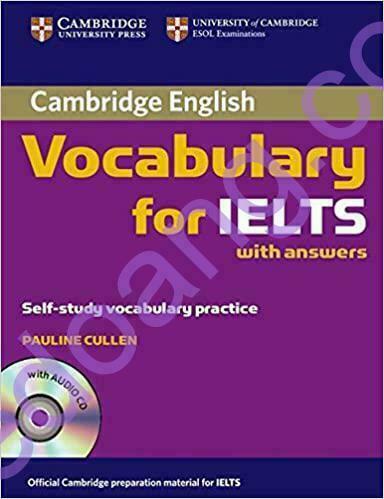 CAMBRIDGE
UNIVERSITY PRESS
UNIVERSITY of CAMBRIDGE
ESOL Examinations
Cambridge English
Vocabulary
for IELTS
with answers
Self-study vocabulary practice
PAULINE CULLEN
with AUDIO CD
Official Cambridge preparation material for IELTS